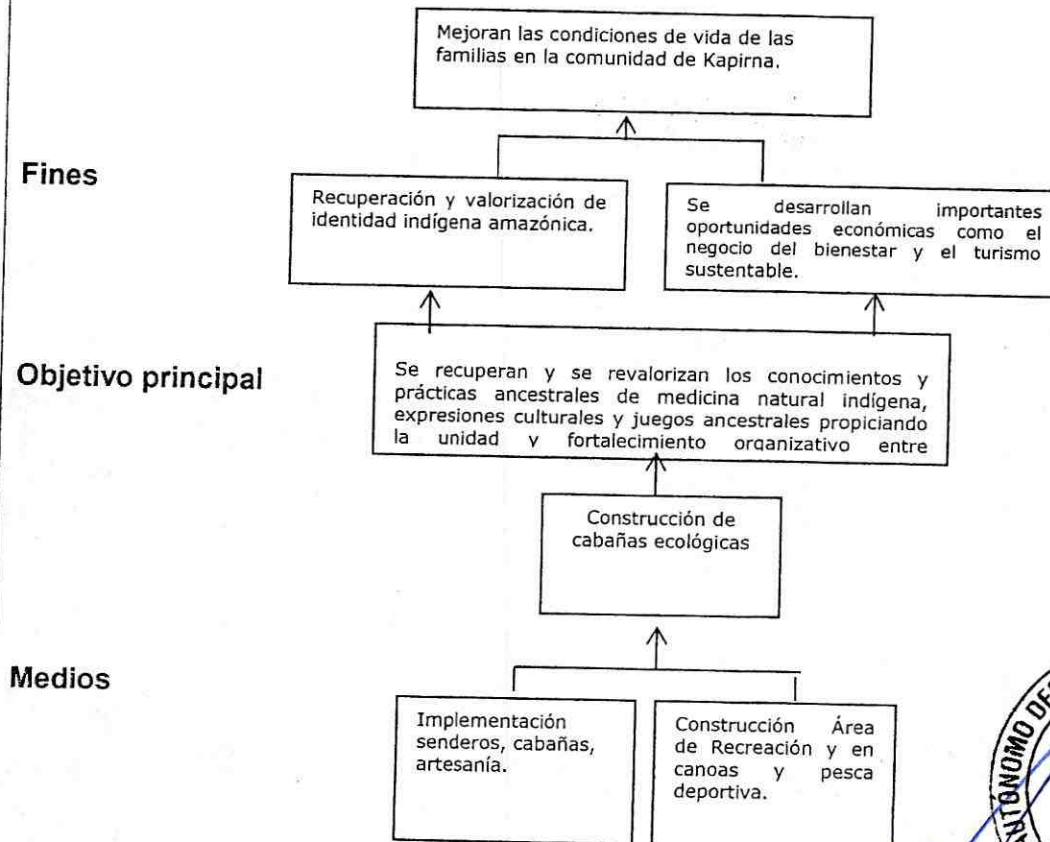 Mejoran las condiciones de vida de las
familias en la comunidad de Kapirna.
Fines
Recuperación y valorización de
identidad indígena amazónica.
Se desarrollan importantes
oportunidades económicas como el
negocio del bienestar y el turismo
sustentable.
Objetivo principal
Se recuperan y se revalorizan los conocimientos y
prácticas ancestrales de medicina natural indígena,
expresiones culturales y juegos ancestrales propiciando
la unidad y fortalecimiento organizativo entre
Construcción de
cabañas ecológicas
Medios
Implementación
senderos, cabañas,
artesanía.
Construcción Área
de Recreación y en
canoas y pesca
deportiva.
AUTÓNOMO